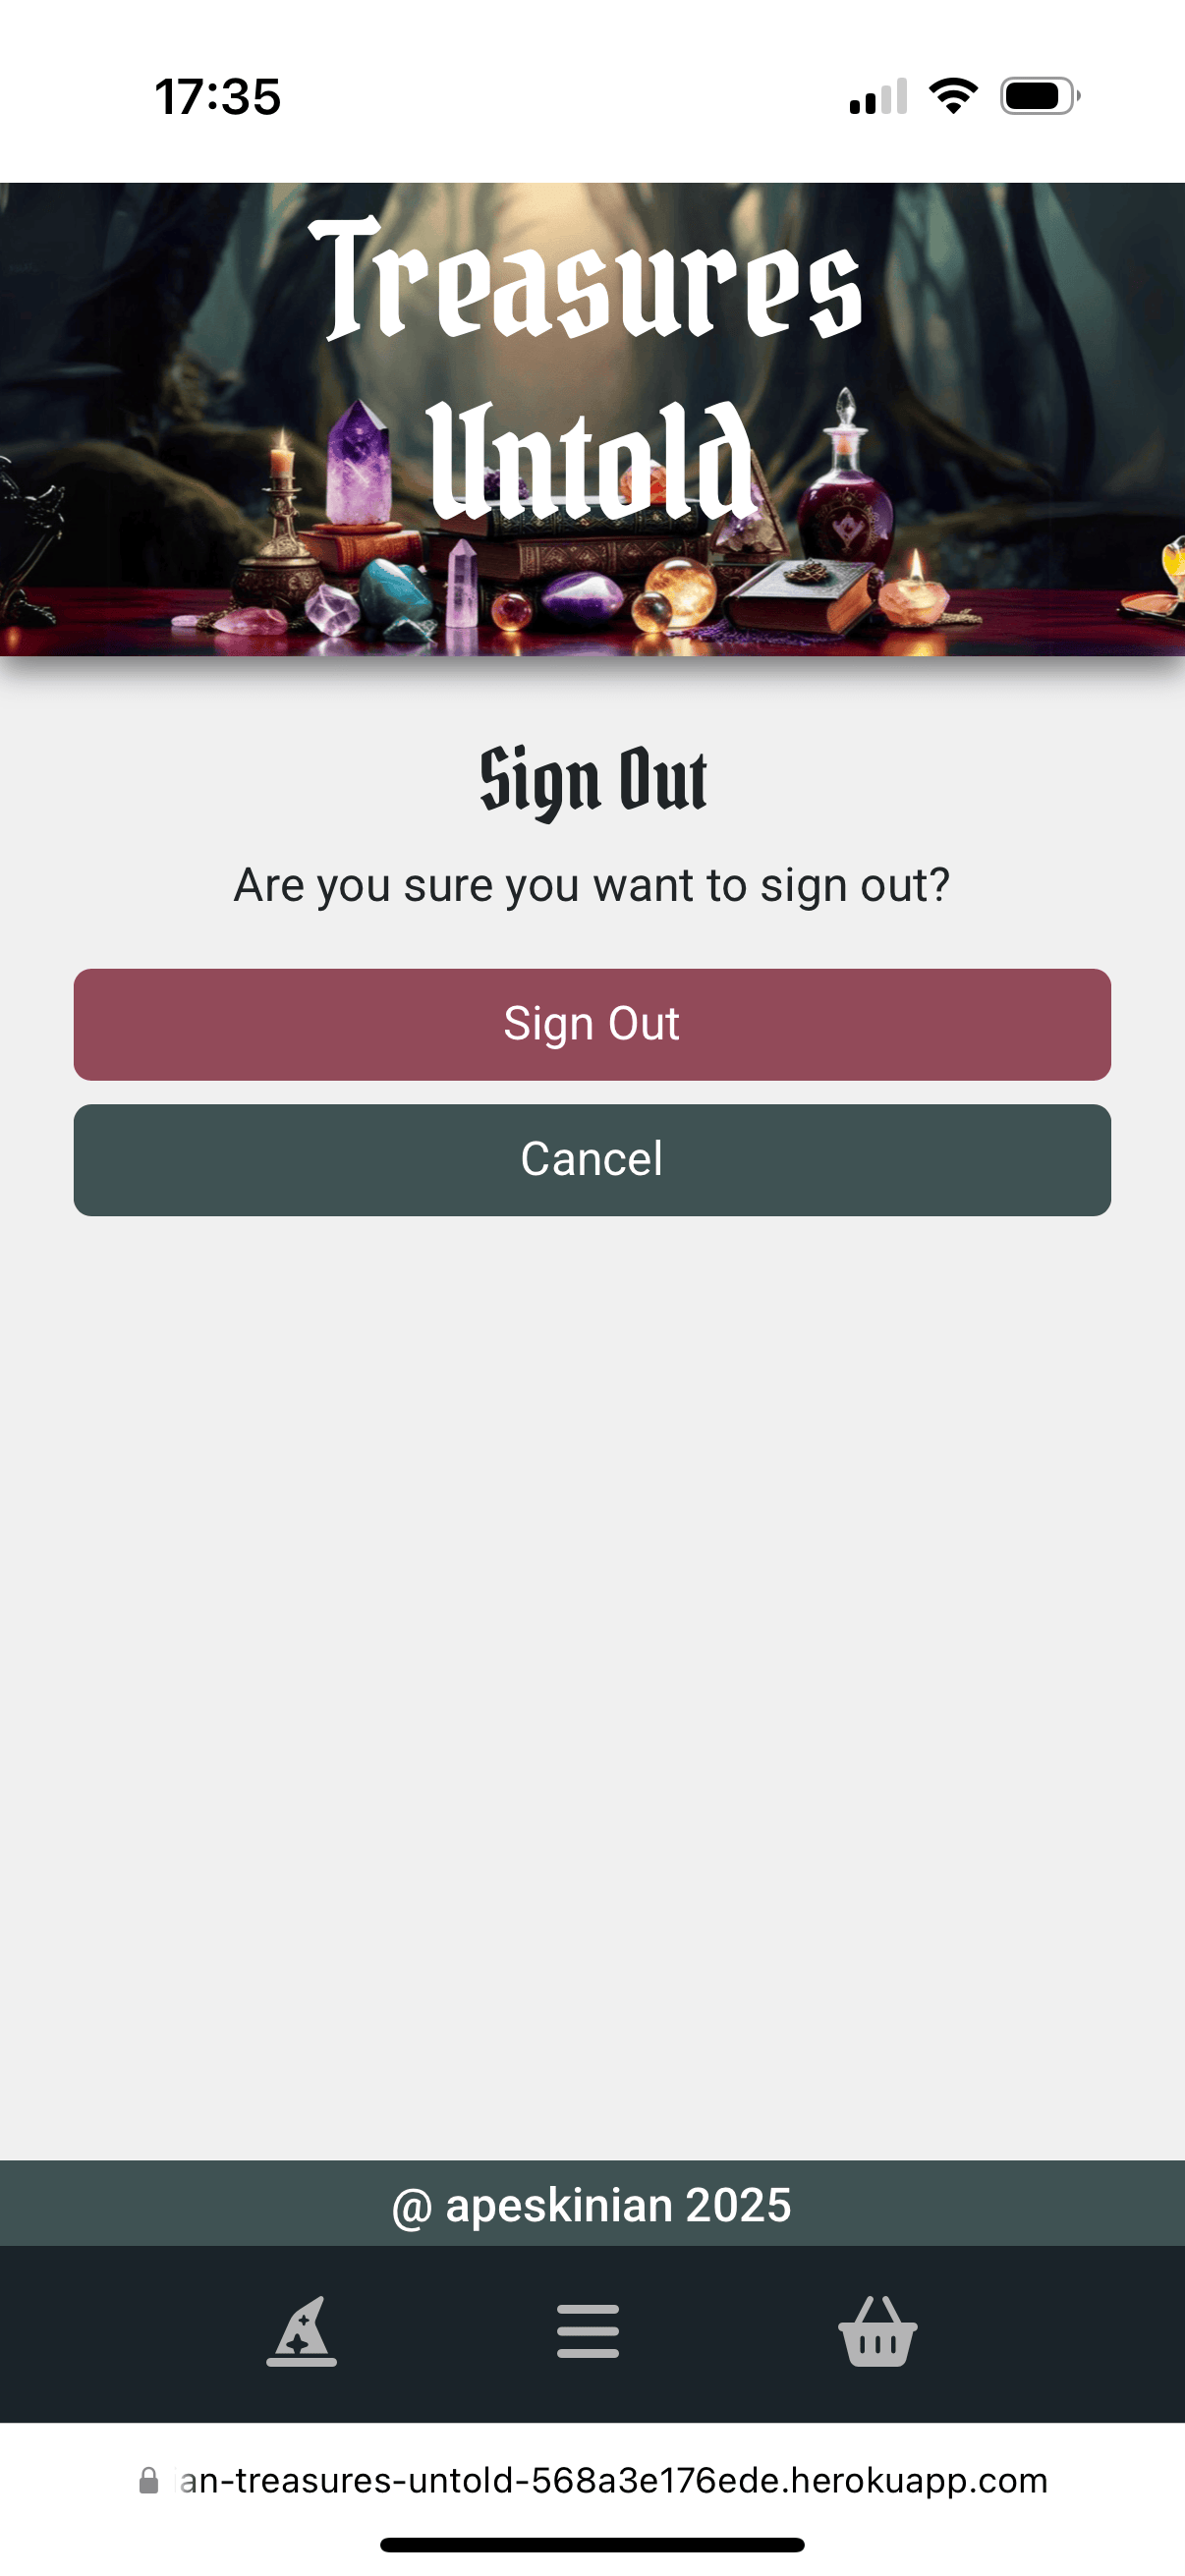 17:35
Treasures
Untold
Sign Out
Are you sure you want to sign out?
Sign Out
Cancel
@ apeskinian 2025
an-treasures-untold-568a3e176ede.herokuapp.com